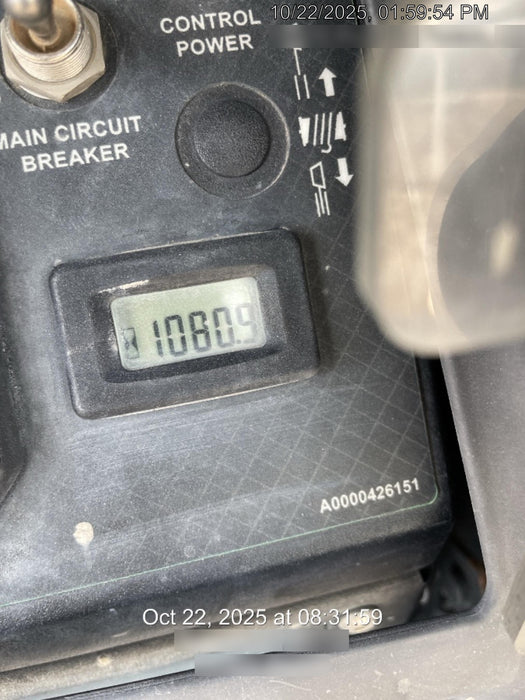 10/22/2025, 01:59:54 PM
CONTROL
POWER
MAIN CIRCUIT
BREAKER
1080.9
A0000426151
Oct 22, 2025 at 08:31:59